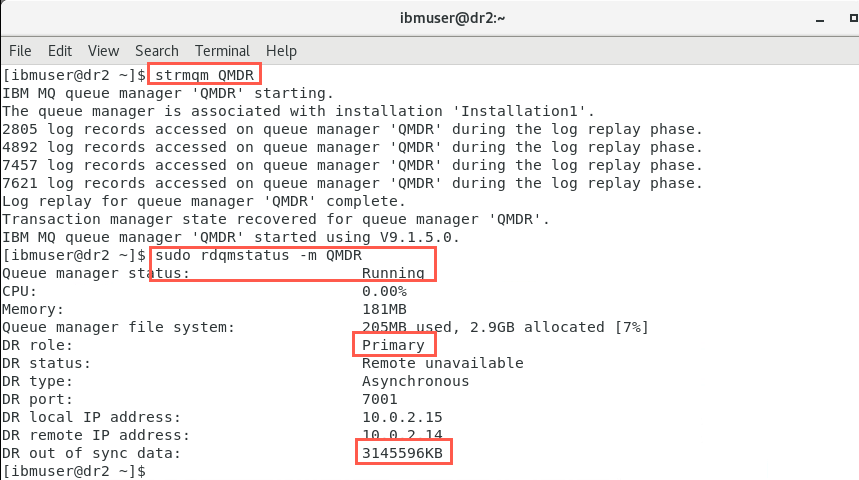 ibmuser@dr2:~
File Edit View Search Terminal Help
[ibmuser@dr2 ~]$ strmqm QMDR
IBM MQ queue manager 'QMDR' starting.
The queue manager is associated with installation 'Installation1'.
2805 log records accessed on queue manager 'QMDR' during the log replay phase.
4892 log records accessed on queue manager 'QMDR' during the log replay phase.
7457 log records accessed on queue manager 'QMDR' during the log replay phase.
7621 log records accessed on queue manager 'QMDR' during the log replay phase.
Log replay for queue manager 'QMDR' complete.
Transaction manager state recovered for queue manager 'QMDR'.
IBM MQ queue manager 'QMDR' started using V9.1.5.0.
[ibmuser@dr2 ~]$ sudo rdqmstatus -m QMDR
Queue manager status: Running
CPU: 0.00%
Memory: 181MB
Queue manager file system: 205MB used, 2.9GB allocated [7%]
DR role: Primary
DR status: Remote unavailable
DR type: Asynchronous
DR port: 7001
DR local IP address: 10.0.2.15
DR remote IP address: 10.0.2.14
DR out of sync data: 3145596KB
[ibmuser@dr2 ~]$